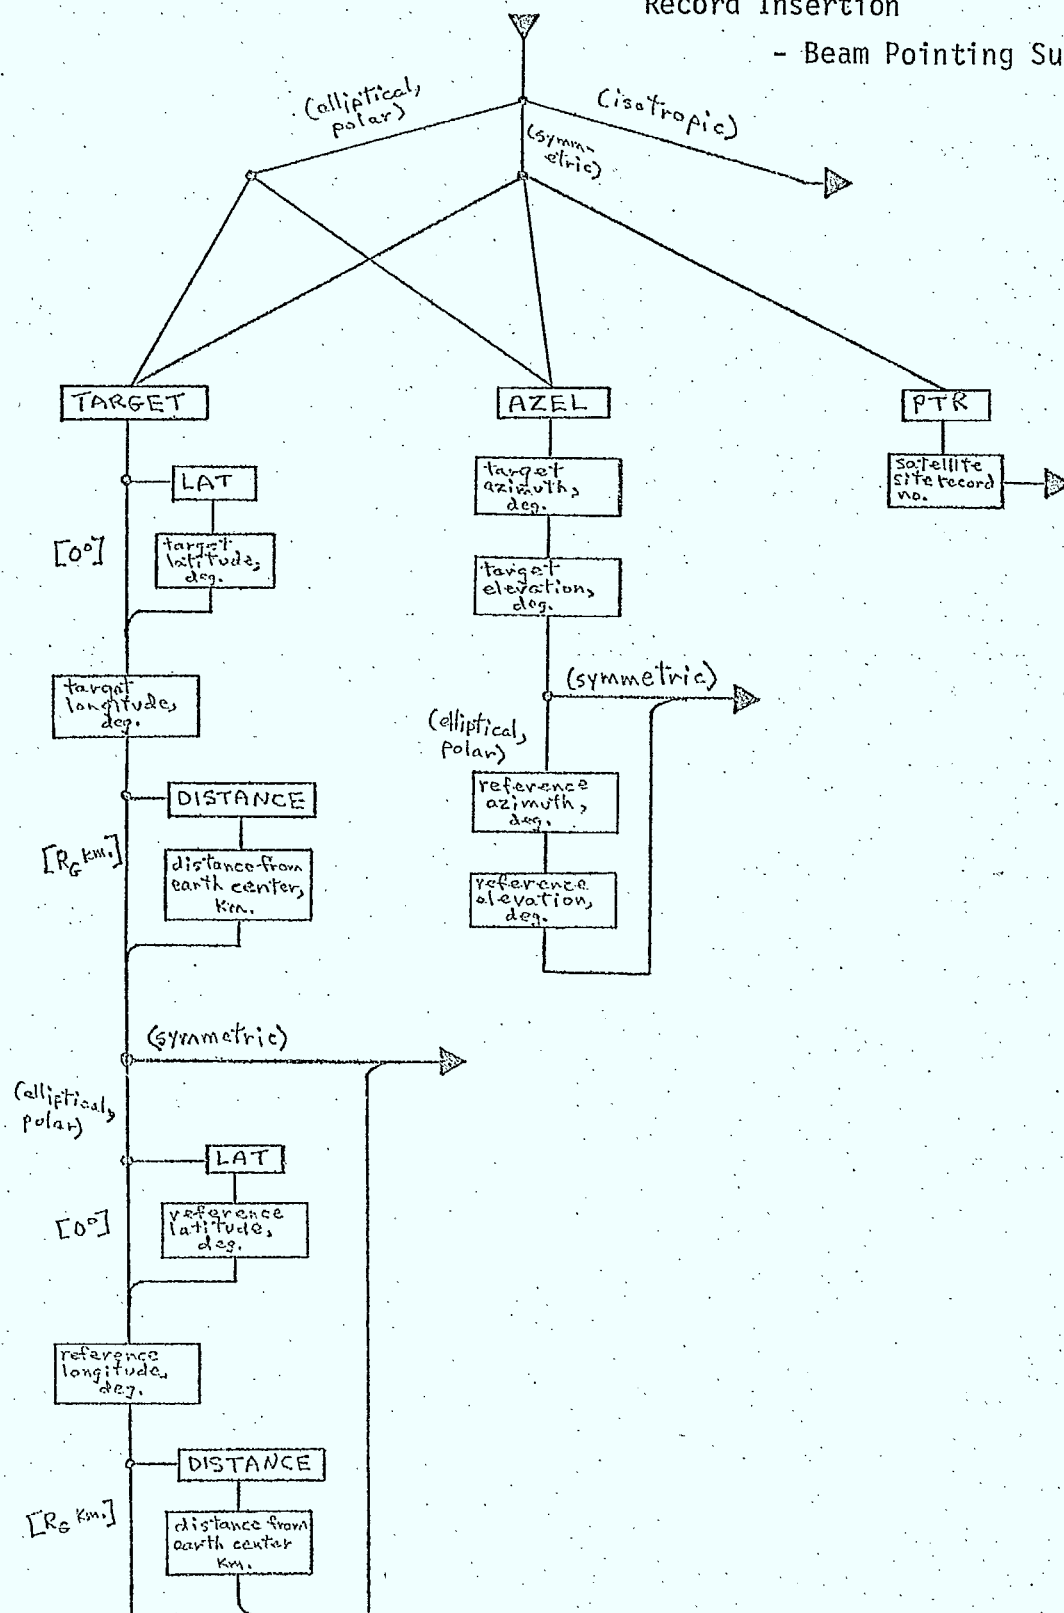 Record Insertion
- Beam Pointing Su
(elliptical,
polar)
(isotropic)
(symm-
etric)
TARGET
AZEL
PTR
LAT
target
azimuth,
deg.
satellite
site record
no.
[0°]
target
latitude,
deg.
target
elevation,
deg.
target
longitude,
deg.
(symmetric)
(elliptical,
polar)
DISTANCE
reference
azimuth,
deg.
[RG km.]
distance from
earth center,
km.
reference
elevation,
deg.
(symmetric)
(elliptical,
polar)
LAT
[0°]
reference
latitude,
deg.
reference
longitude,
deg.
DISTANCE
[RG km.]
distance from
earth center
km.